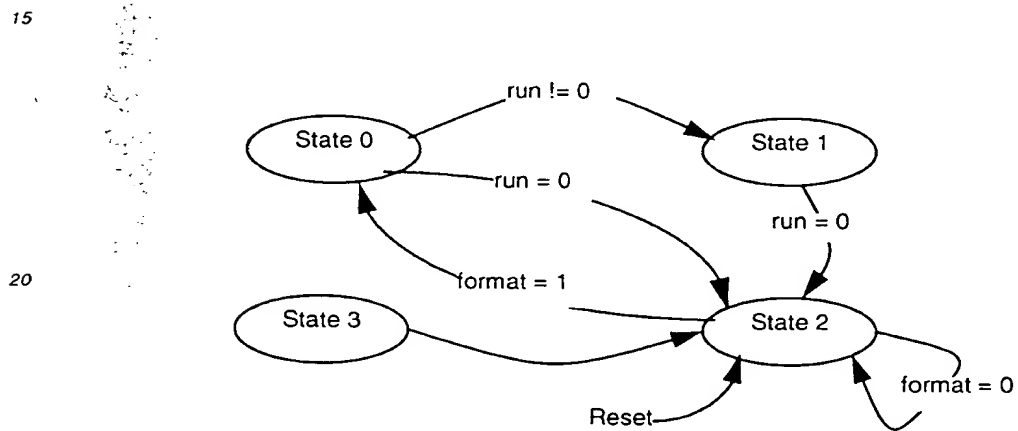 15
run != 0
State 0
State 1
run = 0
run = 0
20
format = 1
State 3
State 2
format = 0
Reset